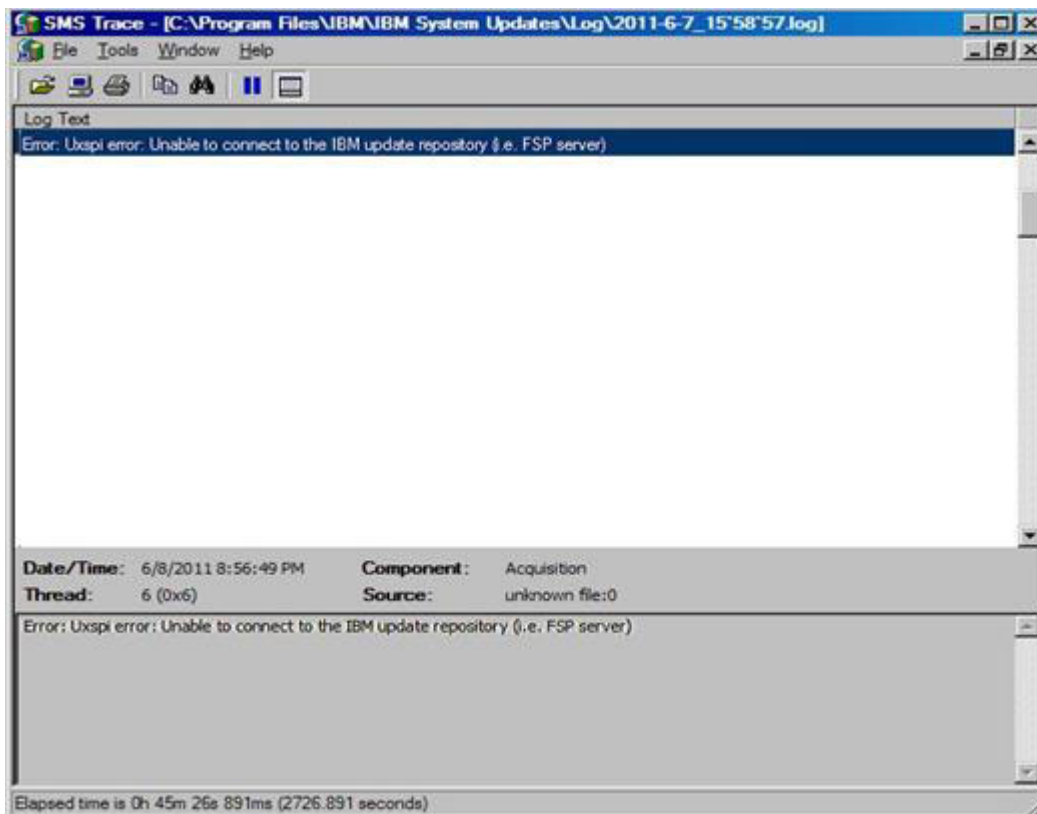 SMS Trace - [C:\Program Files\IBM\IBM System Updates\Log\2011-6-7_15'58'57.log]
File Tools Window Help
Log Text
Error: Uxspi error: Unable to connect to the IBM update repository (i.e. FSP server)
Date/Time: 6/8/2011 8:56:49 PM Component: Acquisition
Thread: 6 (0x6) Source: unknown file:0
Error: Uxspi error: Unable to connect to the IBM update repository (i.e. FSP server)
Elapsed time is 0h 45m 26s 891ms (2726.891 seconds)